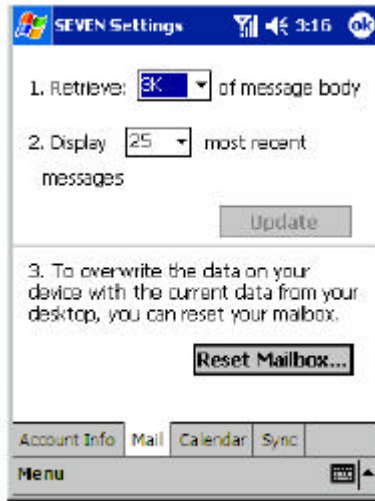 SEVEN Settings 3:16 ok
1. Retrieve: 3K of message body
2. Display 25 most recent
messages
Update
3. To overwrite the data on your
device with the current data from your
desktop, you can reset your mailbox.
Reset Mailbox...
Account Info Mail Calendar Sync
Menu